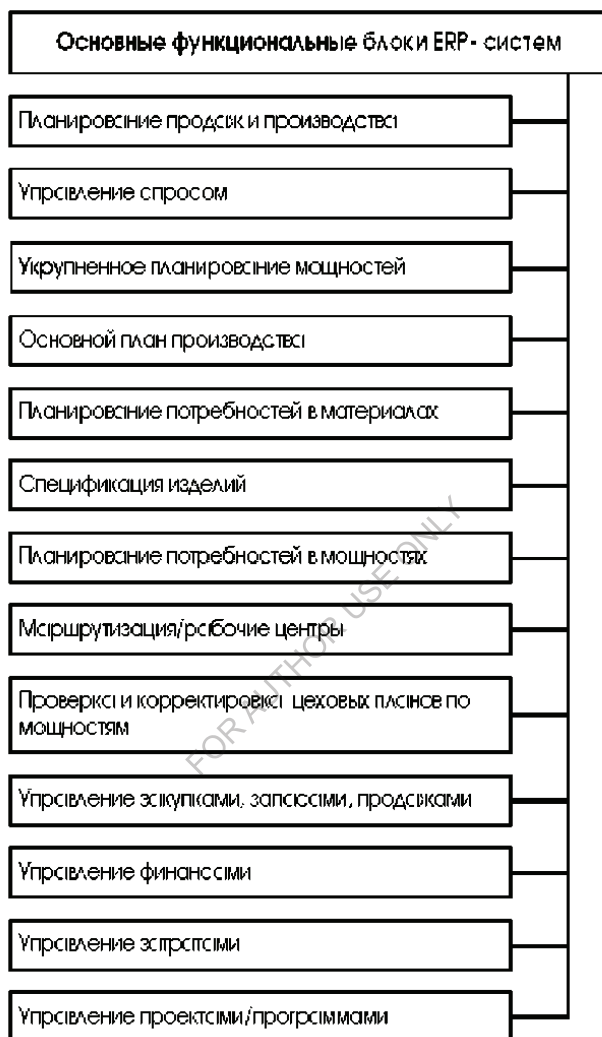 Основные функциональные блоки ERP- систем
Планирование продаж и производства
Управление спросом
Укрупненное планирование мощностей
Основной план производства
Планирование потребностей в материалах
Спецификация изделий
Планирование потребностей в мощностях
Маршрутизация/рабочие центры
Проверка и корректировка цеховых планов по
мощностям
Управление закупками, запасами, продажами
Управление финансами
Управление затратами
Управление проектами/программами
FOR AUTHOR USE ONLY